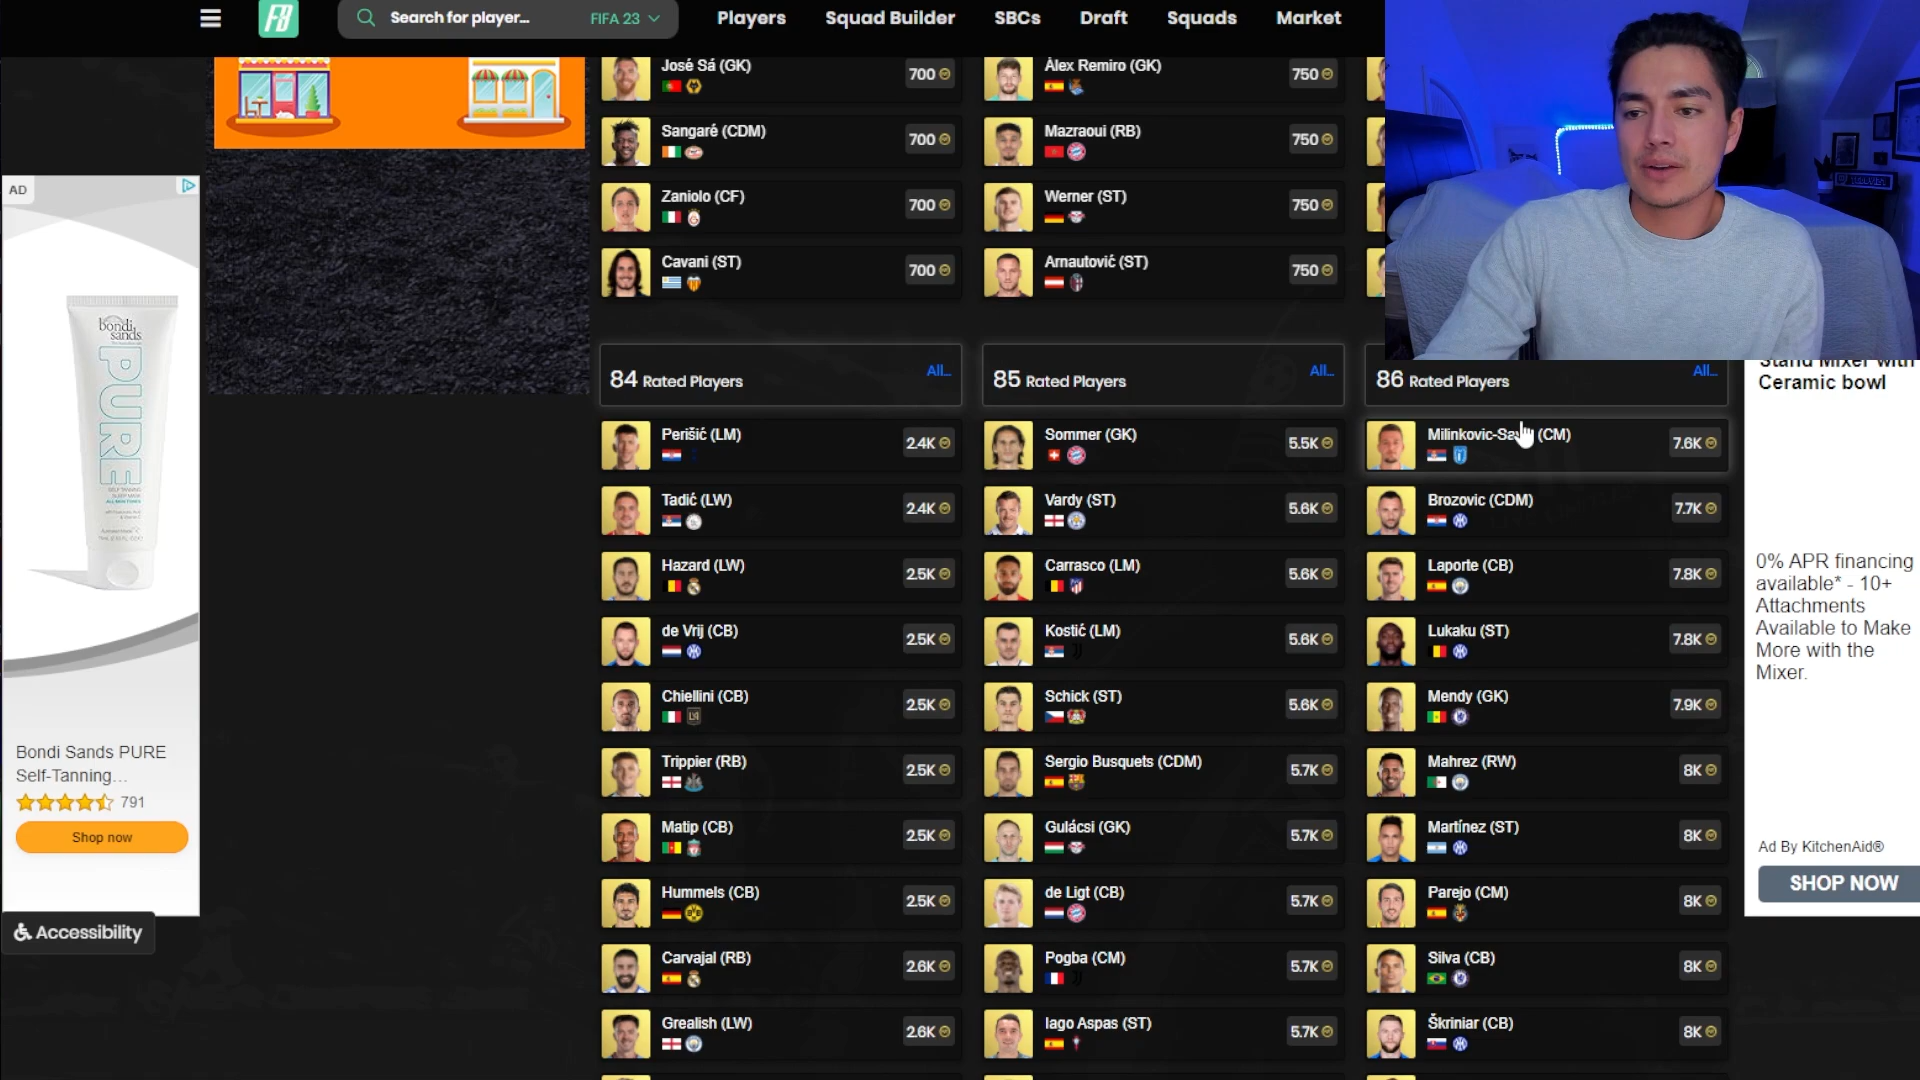 FB
Search for player...
FIFA 23
Players
Squad Builder
SBCs
Draft
Squads
Market
José Sá (GK)
700
Sangaré (CDM)
700
Zaniolo (CF)
700
Cavani (ST)
700
Álex Remiro (GK)
750
Mazraoui (RB)
750
Werner (ST)
750
Arnautović (ST)
750
AD
bondi
sands
PURE
Bondi Sands PURE
Self-Tanning...
791
Shop now
Accessibility
84 Rated Players
All...
Perišić (LM)
2.4K
Tadić (LW)
2.4K
Hazard (LW)
2.5K
de Vrij (CB)
2.5K
Chiellini (CB)
2.5K
Trippier (RB)
2.5K
Matip (CB)
2.5K
Hummels (CB)
2.5K
Carvajal (RB)
2.6K
Grealish (LW)
2.6K
85 Rated Players
All...
Sommer (GK)
5.5K
Vardy (ST)
5.6K
Carrasco (LM)
5.6K
Kostić (LM)
5.6K
Schick (ST)
5.6K
Sergio Busquets (CDM)
5.7K
Gulácsi (GK)
5.7K
de Ligt (CB)
5.7K
Pogba (CM)
5.7K
Iago Aspas (ST)
5.7K
86 Rated Players
All...
(CM)
7.6K
Brozovic (CDM)
7.7K
Laporte (CB)
7.8K
Lukaku (ST)
7.8K
Mendy (GK)
7.9K
Mahrez (RW)
8K
Martínez (ST)
8K
Parejo (CM)
8K
Silva (CB)
8K
Škriniar (CB)
8K
Stand Mixer with
Ceramic bowl
0% APR financing
available* - 10+
Attachments
Available to Make
More with the
Mixer.
Ad By KitchenAid®
SHOP NOW